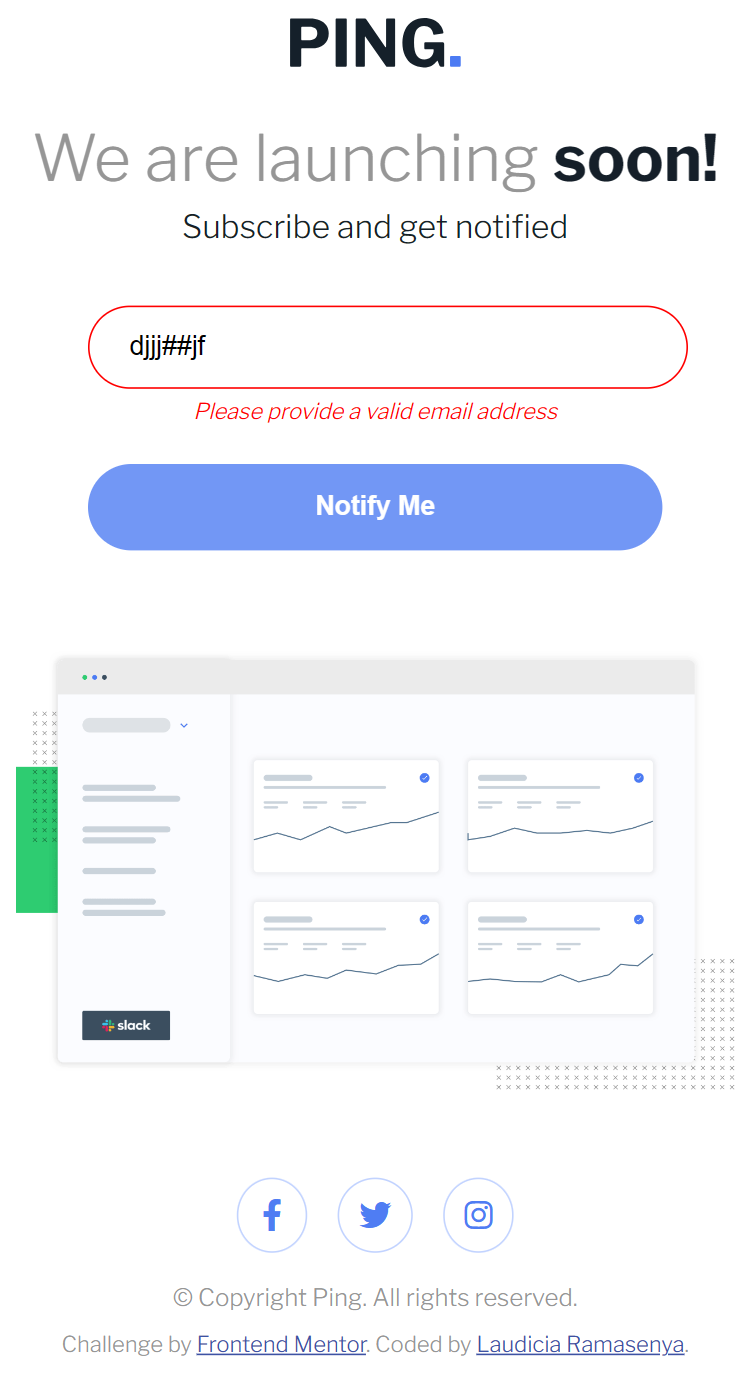 PING.
We are launching soon!
Subscribe and get notified
djjj##jf
Please provide a valid email address
Notify Me
slack
© Copyright Ping. All rights reserved.
Challenge by Frontend Mentor. Coded by Laudicia Ramasenya.